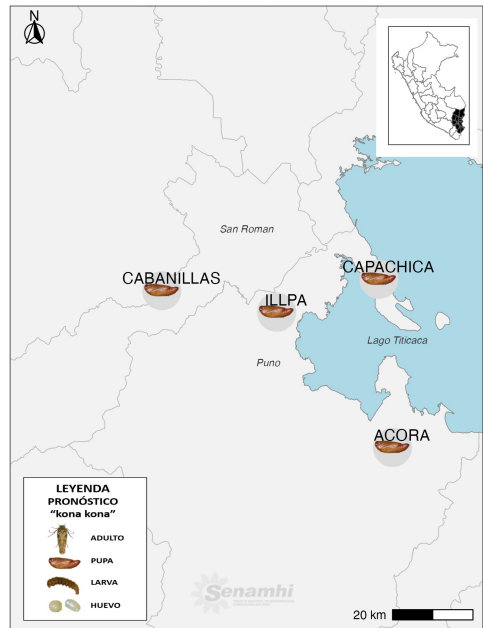 N
San Roman
CAPACHICA
CABANILLAS
ILLPA
Lago Titicaca
Puno
ACORA
LEYENDA
PRONÓSTICO
"kona kona"
ADULTO
PUPA
LARVA
HUEVO
Senamhi
20 km